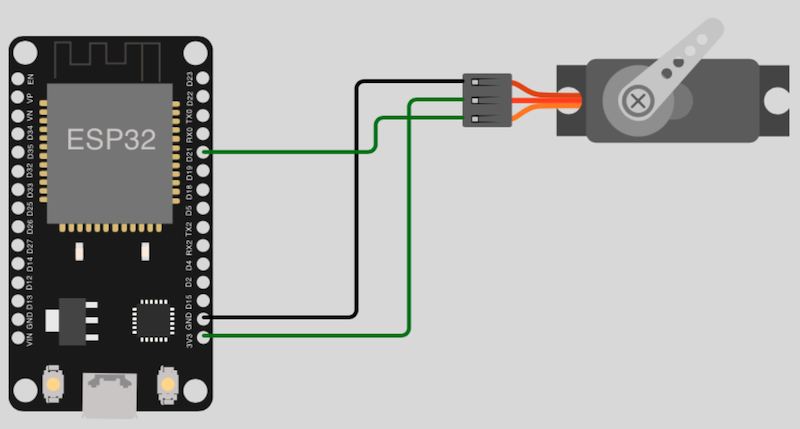 ESP32
EN
VP
VN
D34
D35
D32
D33
D25
D26
D27
D14
D12
D13
GND
VIN
D23
D22
TX0
RX0
D21
D19
D18
D5
TX2
RX2
D4
D2
D15
GND
3V3